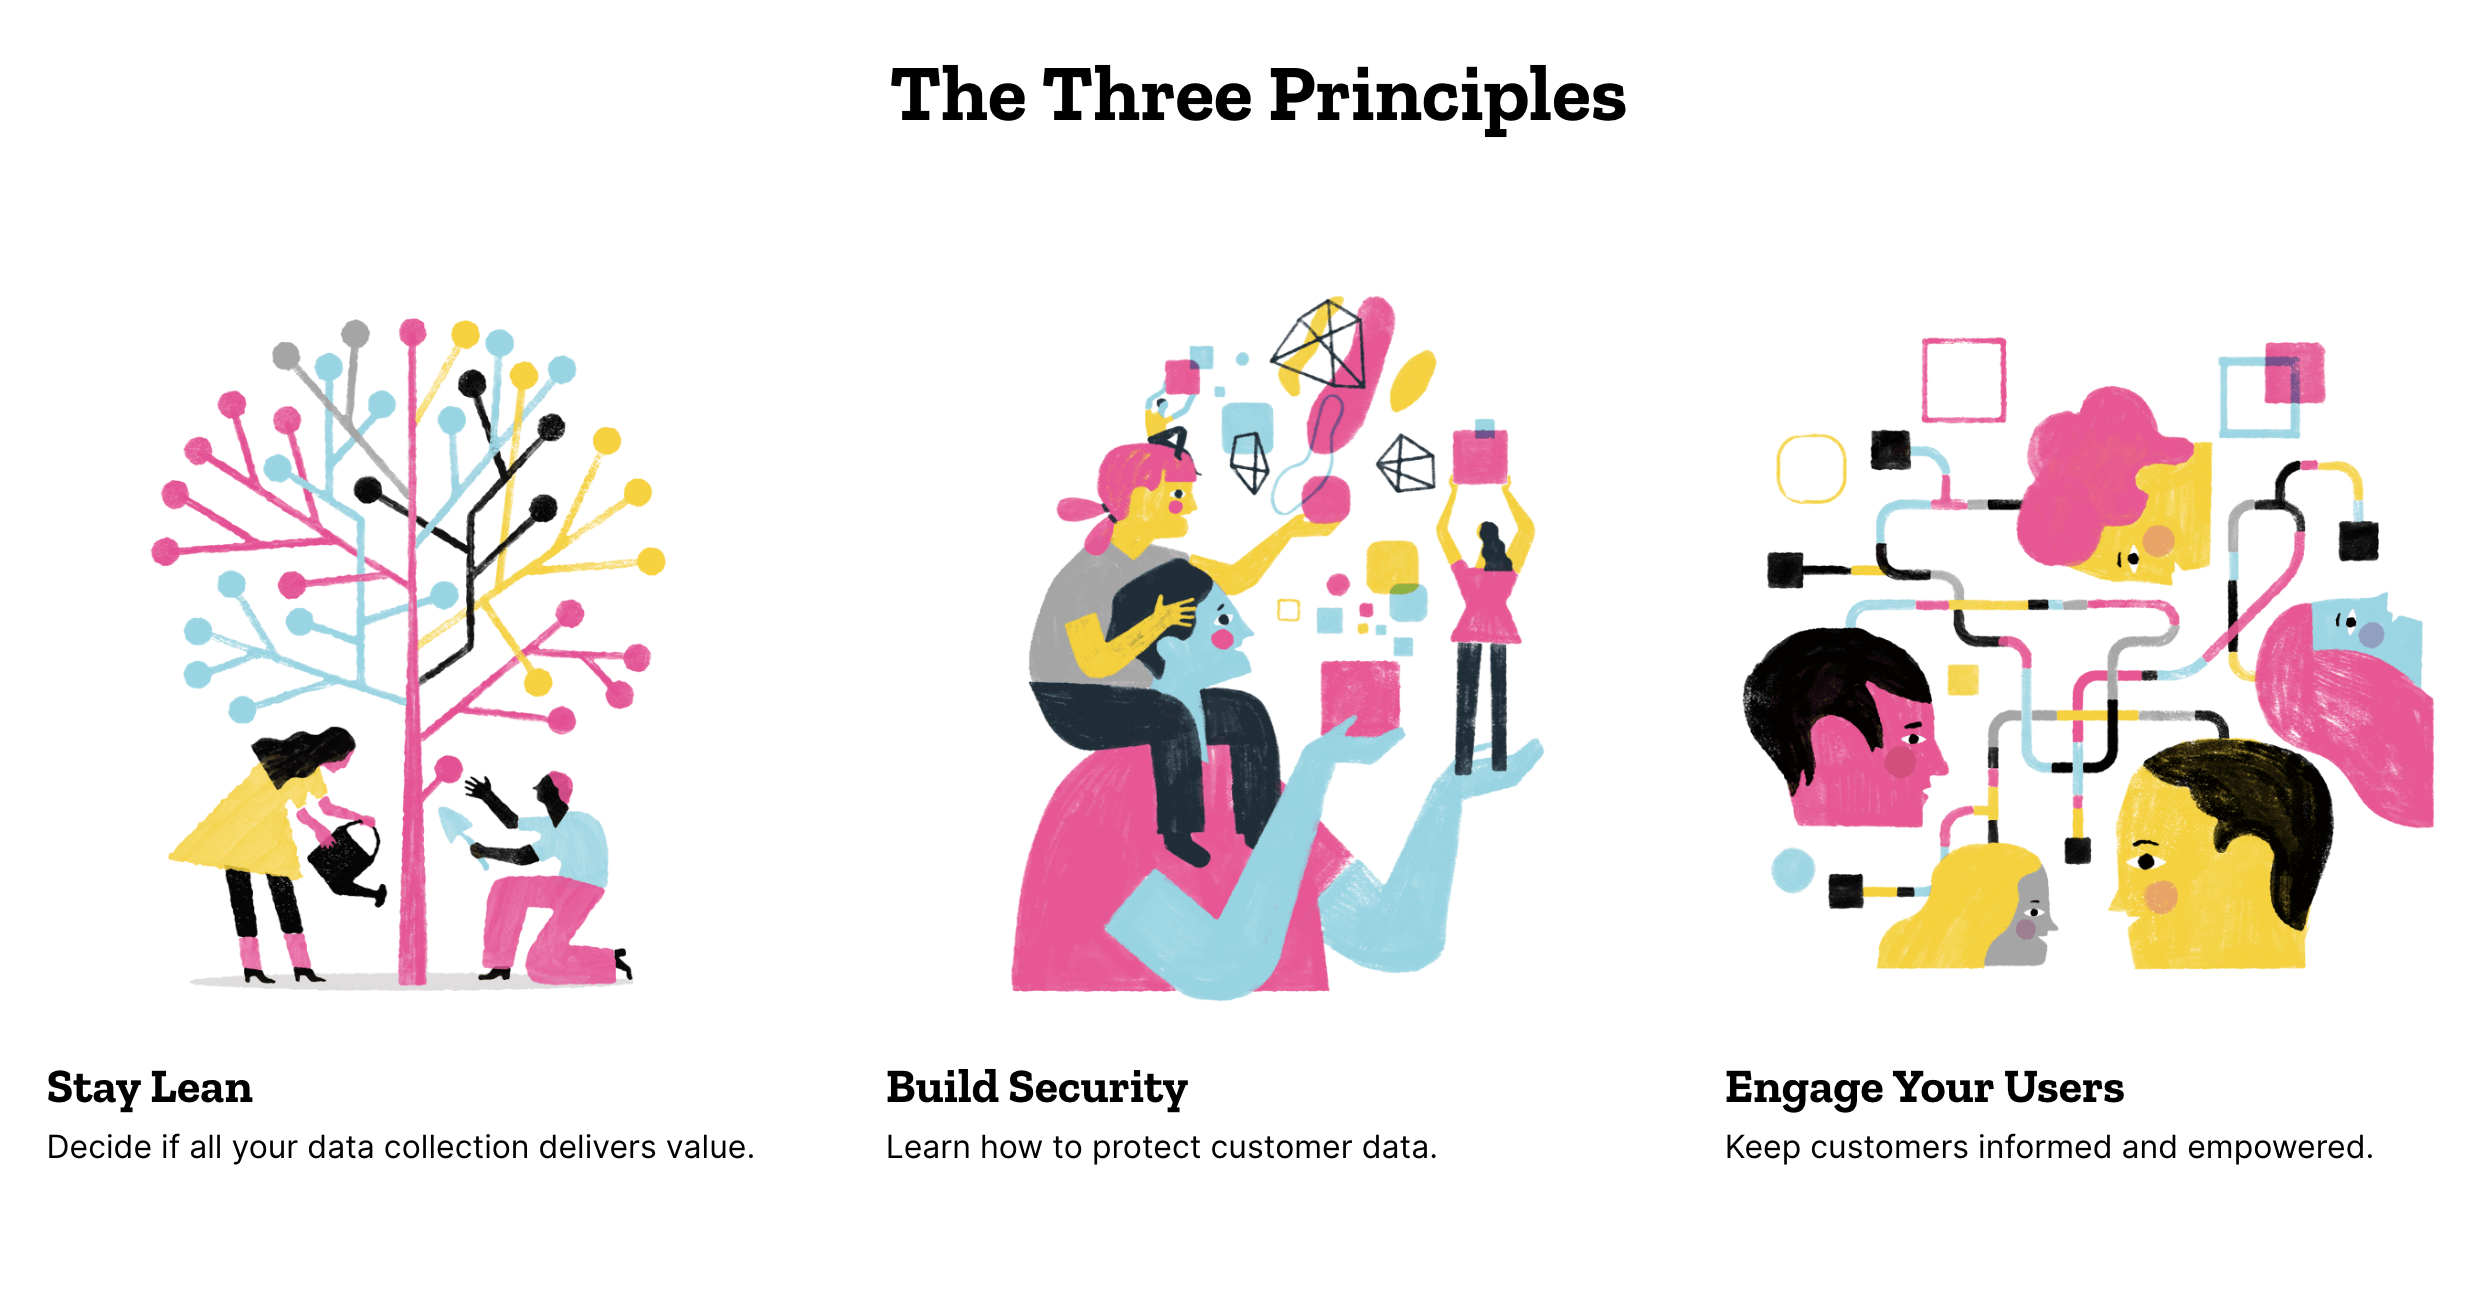 The Three Principles
Stay Lean
Decide if all your data collection delivers value.
Build Security
Learn how to protect customer data.
Engage Your Users
Keep customers informed and empowered.